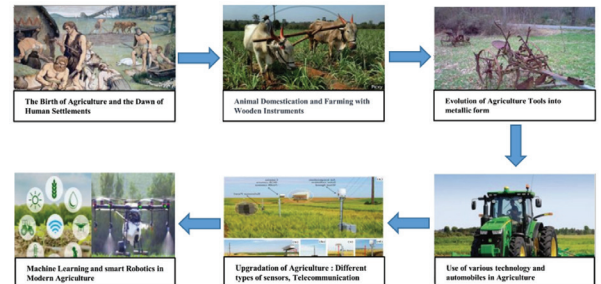 The Birth of Agriculture and the Dawn of
Human Settlements
Animal Domestication and Farming with
Wooden Instruments
Evolution of Agriculture Tools into
metallic form
Machine Learning and smart Robotics in
Modern Agriculture
Upgradation of Agriculture : Different
types of sensors, Telecommunication
Use of various technology and
automobiles in Agriculture